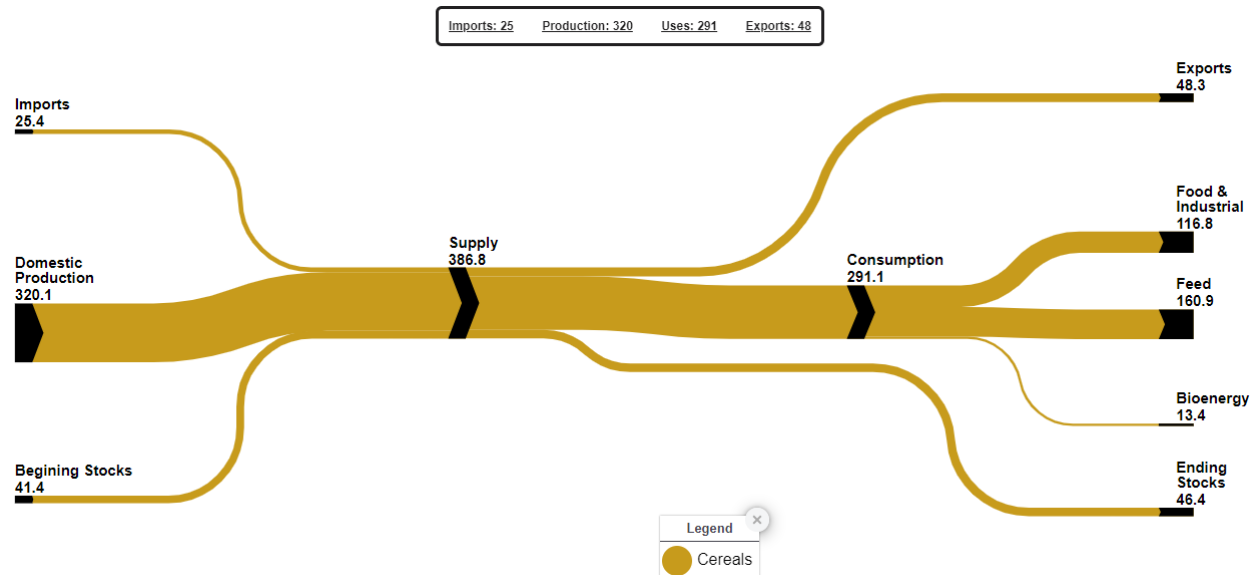 Imports: 25 Production: 320 Uses: 291 Exports: 48
Exports
48.3
Imports
25.4
Food &
Industrial
116.8
Supply
386.8
Consumption
291.1
Domestic
Production
320.1
Feed
160.9
Bioenergy
13.4
Begining Stocks
41.4
Ending
Stocks
46.4
Legend
Cereals